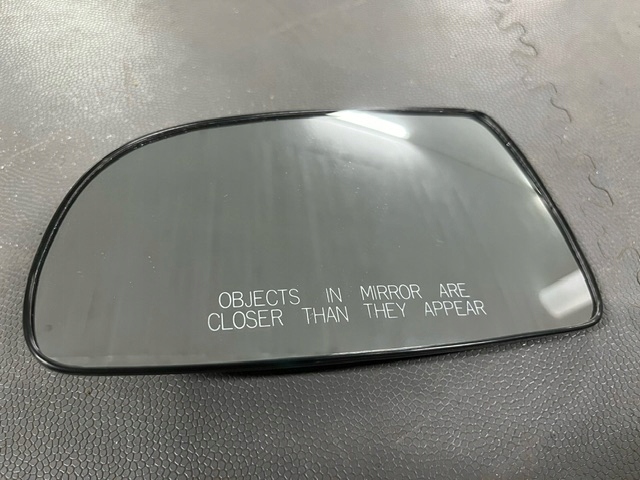 OBJECTS IN MIRROR ARE
CLOSER THAN THEY APPEAR